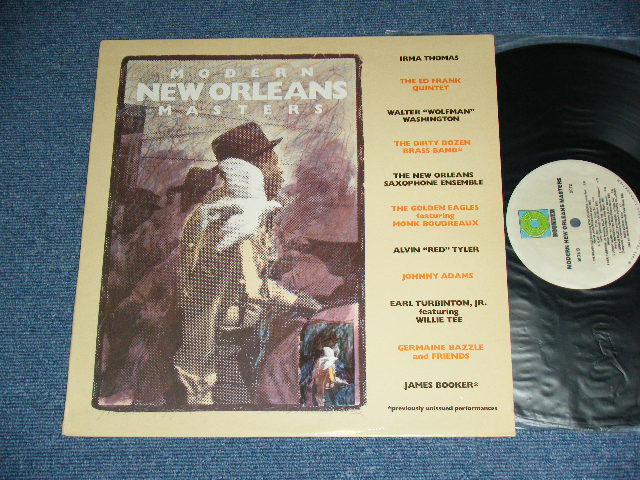 MODERN
NEW ORLEANS
MASTERS
IRMA THOMAS
THE ED FRANK
QUINTET
WALTER "WOLFMAN"
WASHINGTON
THE DIRTY DOZEN
BRASS BAND*
THE NEW ORLEANS
SAXOPHONE ENSEMBLE
THE GOLDEN EAGLES
featuring
MONK BOUDREAUX
ALVIN "RED" TYLER
JOHNNY ADAMS
EARL TURBINTON, JR.
featuring
WILLIE TEE
GERMAINE BAZZLE
and FRIENDS
JAMES BOOKER*
*previously unissued performances
ROUNDER
MODERN NEW ORLEANS MASTERS